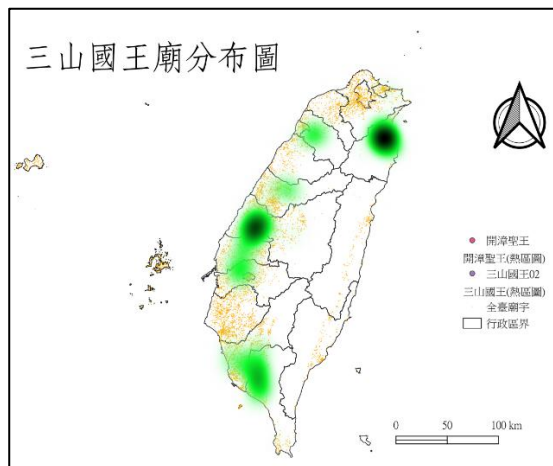 三山國王廟分布圖
開漳聖王
開漳聖王(熱區圖)
三山國王02
三山國王(熱區圖)
全臺廟宇
行政區界
0 50 100 km